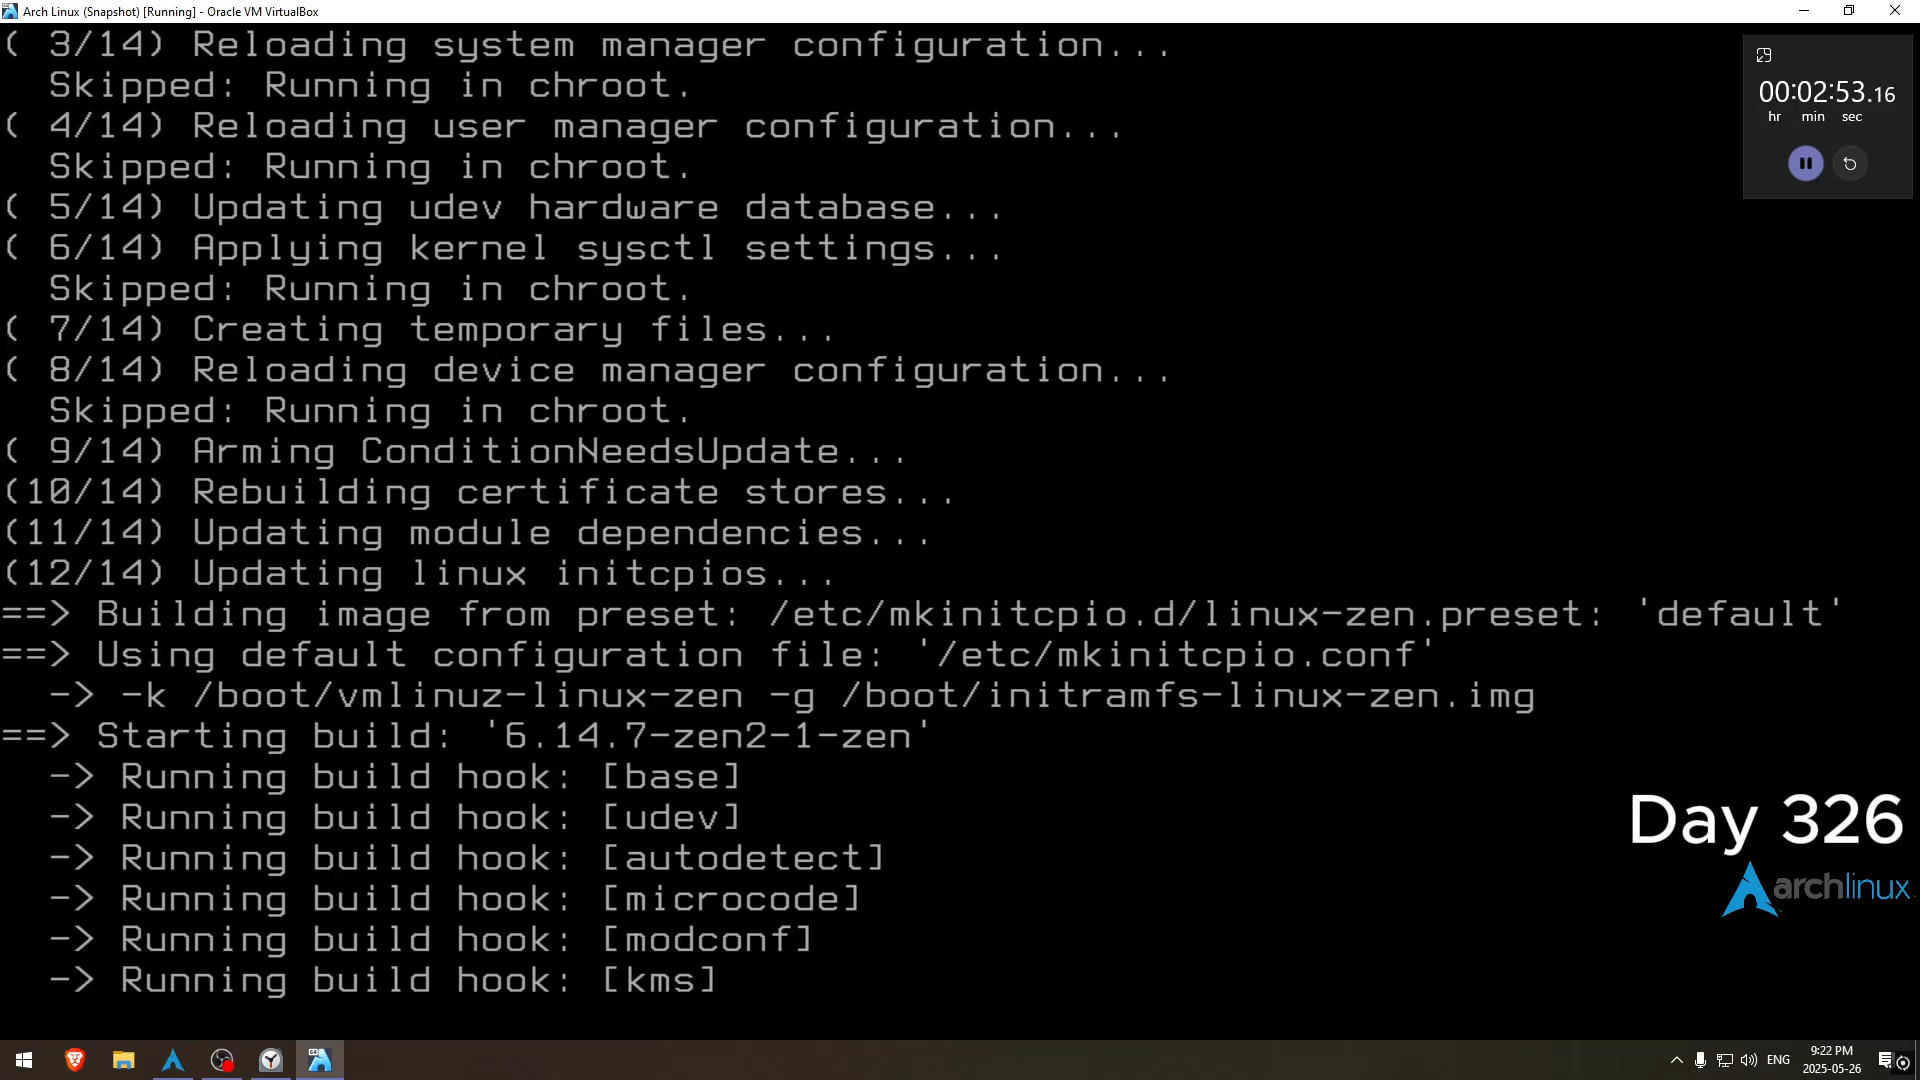 Arch Linux (Snapshot) [Running] - Oracle VM VirtualBox
( 3/14) Reloading system manager configuration...
Skipped: Running in chroot.
( 4/14) Reloading user manager configuration...
Skipped: Running in chroot.
( 5/14) Updating udev hardware database...
( 6/14) Applying kernel sysctl settings...
Skipped: Running in chroot.
( 7/14) Creating temporary files...
( 8/14) Reloading device manager configuration...
Skipped: Running in chroot.
( 9/14) Arming ConditionNeedsUpdate...
(10/14) Rebuilding certificate stores...
(11/14) Updating module dependencies...
(12/14) Updating linux initcpios...
==> Building image from preset: /etc/mkinitcpio.d/linux-zen.preset: 'default'
==> Using default configuration file: '/etc/mkinitcpio.conf'
-> -k /boot/vmlinuz-linux-zen -g /boot/initramfs-linux-zen.img
==> Starting build: '6.14.7-zen2-1-zen'
-> Running build hook: [base]
-> Running build hook: [udev]
-> Running build hook: [autodetect]
-> Running build hook: [microcode]
-> Running build hook: [modconf]
-> Running build hook: [kms]
00:02:53.16
hr min sec
Day 326
archlinux
ENG
9:22 PM
2025-05-26